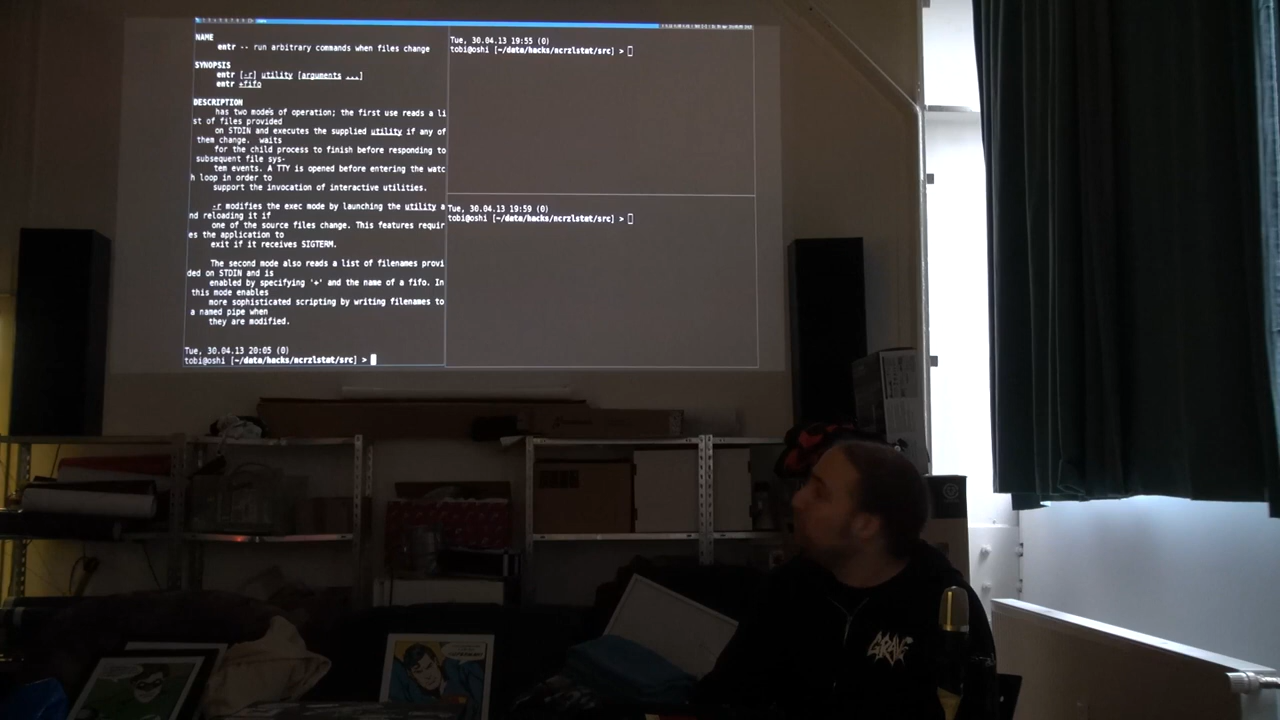 NAME
entr -- run arbitrary commands when files change
SYNOPSIS
entr [-r] utility [arguments ...]
entr +fifo
DESCRIPTION
has two modes of operation; the first use reads a li
st of files provided
on STDIN and executes the supplied utility if any of
them change. waits
for the child process to finish before responding to
subsequent file sys-
tem events. A TTY is opened before entering the watc
h loop in order to
support the invocation of interactive utilities.
-r modifies the exec mode by launching the utility a
nd reloading it if
one of the source files change. This features requir
es the application to
exit if it receives SIGTERM.
The second mode also reads a list of filenames provi
ded on STDIN and is
enabled by specifying '+' and the name of a fifo. In
this mode enables
more sophisticated scripting by writing filenames to
a named pipe when
they are modified.
Tue, 30.04.13 20:05 (0)
tobi@oshi [~/data/hacks/ncrzlstat/src] >
Tue, 30.04.13 19:55 (0)
tobi@oshi [~/data/hacks/ncrzlstat/src] >
Tue, 30.04.13 19:59 (0)
tobi@oshi [~/data/hacks/ncrzlstat/src] >
GRAVE